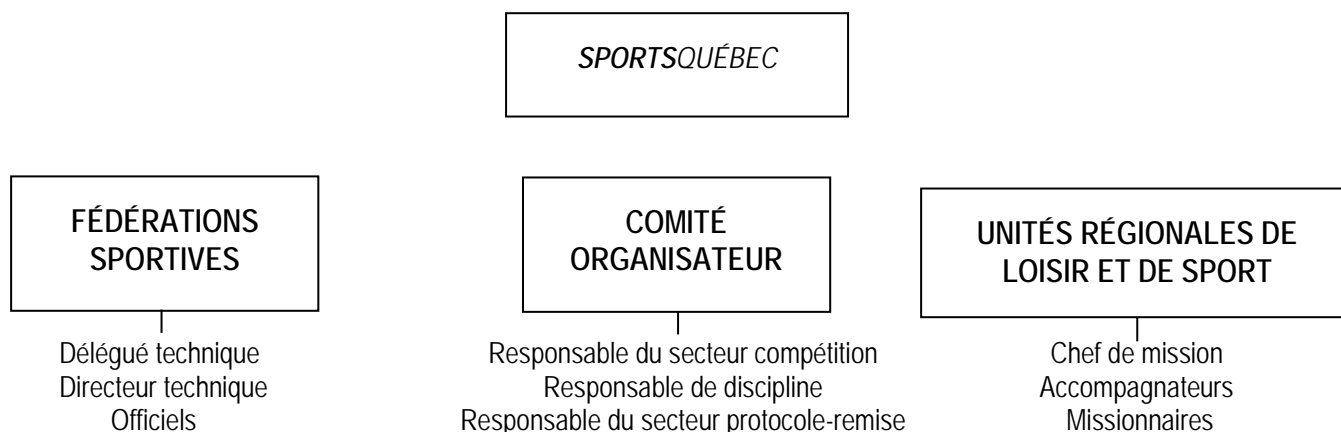 SPORTSQUÉBEC
FÉDÉRATIONS
SPORTIVES
Délégué technique
Directeur technique
Officiels
COMITÉ
ORGANISATEUR
Responsable du secteur compétition
Responsable de discipline
Responsable du secteur protocole-remise
UNITÉS RÉGIONALES DE
LOISIR ET DE SPORT
Chef de mission
Accompagnateurs
Missionnaires